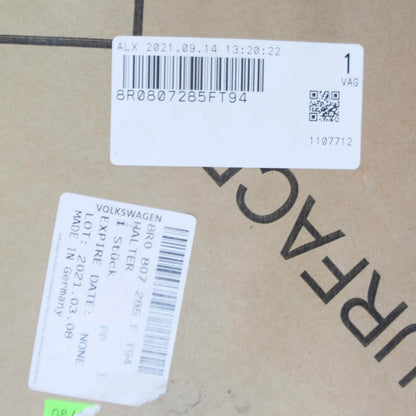 ALX 2021.09.14 13:20:22
1
VAG
8R0807285FT94
1107712
SURFACE
VOLKSWAGEN
8R0 807 285 F T94
HALTER
1 Stück PP
EXPIRE DATE: NONE
LOT: 2021.03.08
MADE IN Germany